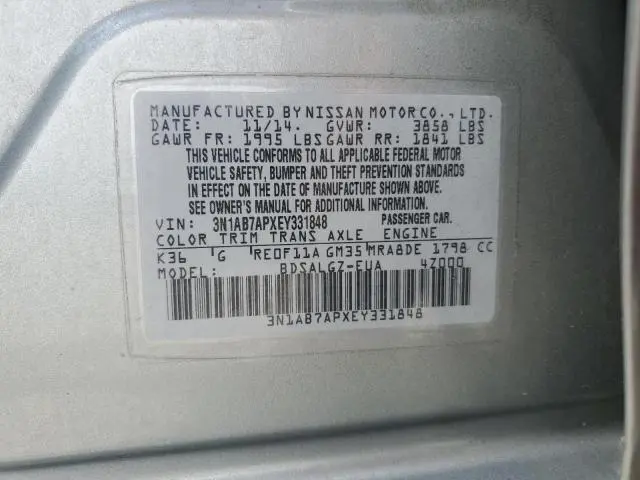 MANUFACTURED BY NISSAN MOTOR CO., LTD.
DATE: 11/14. GVWR: 3858 LBS
GAWR FR: 1995 LBS GAWR RR: 1841 LBS
THIS VEHICLE CONFORMS TO ALL APPLICABLE FEDERAL MOTOR
VEHICLE SAFETY, BUMPER AND THEFT PREVENTION STANDARDS
IN EFFECT ON THE DATE OF MANUFACTURE SHOWN ABOVE.
SEE OWNER'S MANUAL FOR ADDITIONAL INFORMATION.
VIN: 3N1AB7APXEY331848 PASSENGER CAR.
COLOR TRIM TRANS AXLE ENGINE
K36 G RE0F11A GM35 MRA8DE 1798 CC
BDSALGZ-EUA 4Z000
3N1AB7APXEY331848